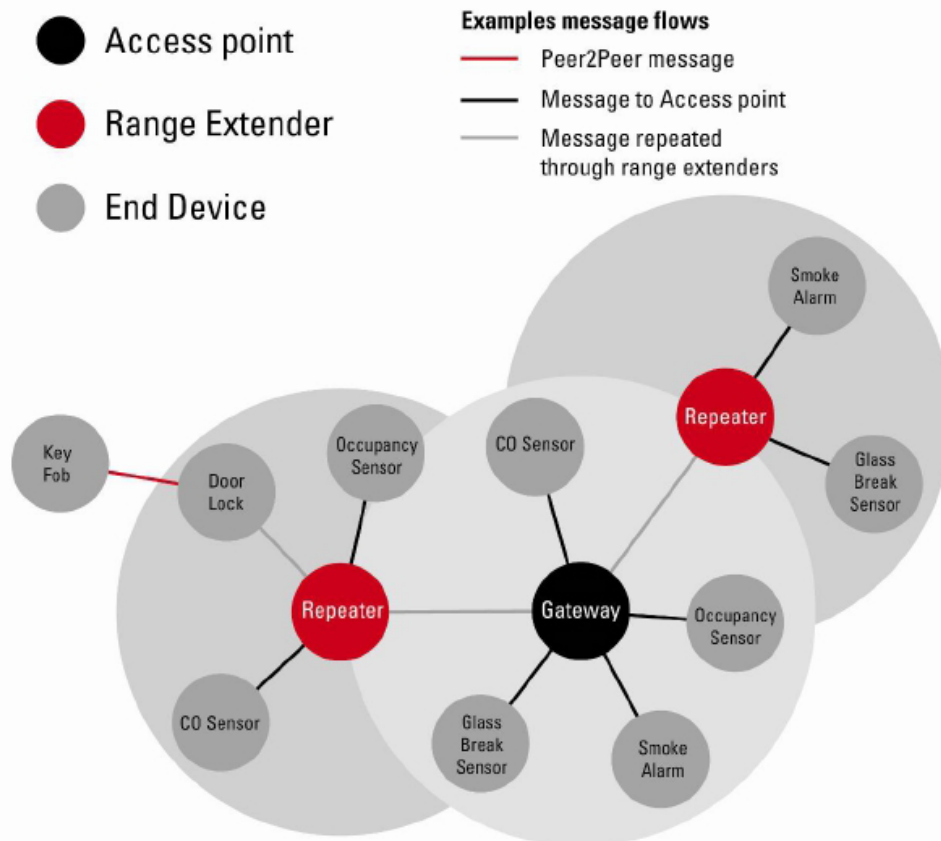 Access point
Range Extender
End Device
Examples message flows
Peer2Peer message
Message to Access point
Message repeated
through range extenders
Smoke
Alarm
Repeater
Glass
Break
Sensor
Key
Fob
Door
Lock
Occupancy
Sensor
CO Sensor
Repeater
Gateway
Occupancy
Sensor
CO Sensor
Glass
Break
Sensor
Smoke
Alarm